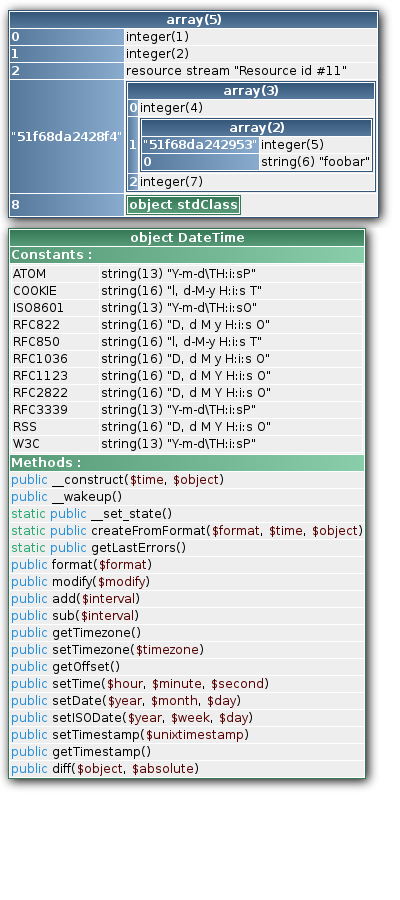 array(5)
0 integer(1)
1 integer(2)
2 resource stream "Resource id #11"
"51f68da2428f4" array(3)
0 integer(4)
1 array(2)
"51f68da242953" integer(5)
0 string(6) "foobar"
2 integer(7)
8 object stdClass
object DateTime
Constants :
ATOM string(13) "Y-m-d\TH:i:sP"
COOKIE string(16) "l, d-M-y H:i:s T"
ISO8601 string(13) "Y-m-d\TH:i:sO"
RFC822 string(16) "D, d M y H:i:s O"
RFC850 string(16) "l, d-M-y H:i:s T"
RFC1036 string(16) "D, d M y H:i:s O"
RFC1123 string(16) "D, d M Y H:i:s O"
RFC2822 string(16) "D, d M Y H:i:s O"
RFC3339 string(13) "Y-m-d\TH:i:sP"
RSS string(16) "D, d M Y H:i:s O"
W3C string(13) "Y-m-d\TH:i:sP"
Methods :
public __construct($time, $object)
public __wakeup()
static public __set_state()
static public createFromFormat($format, $time, $object)
static public getLastErrors()
public format($format)
public modify($modify)
public add($interval)
public sub($interval)
public getTimezone()
public setTimezone($timezone)
public getOffset()
public setTime($hour, $minute, $second)
public setDate($year, $month, $day)
public setISODate($year, $week, $day)
public setTimestamp($unixtimestamp)
public getTimestamp()
public diff($object, $absolute)